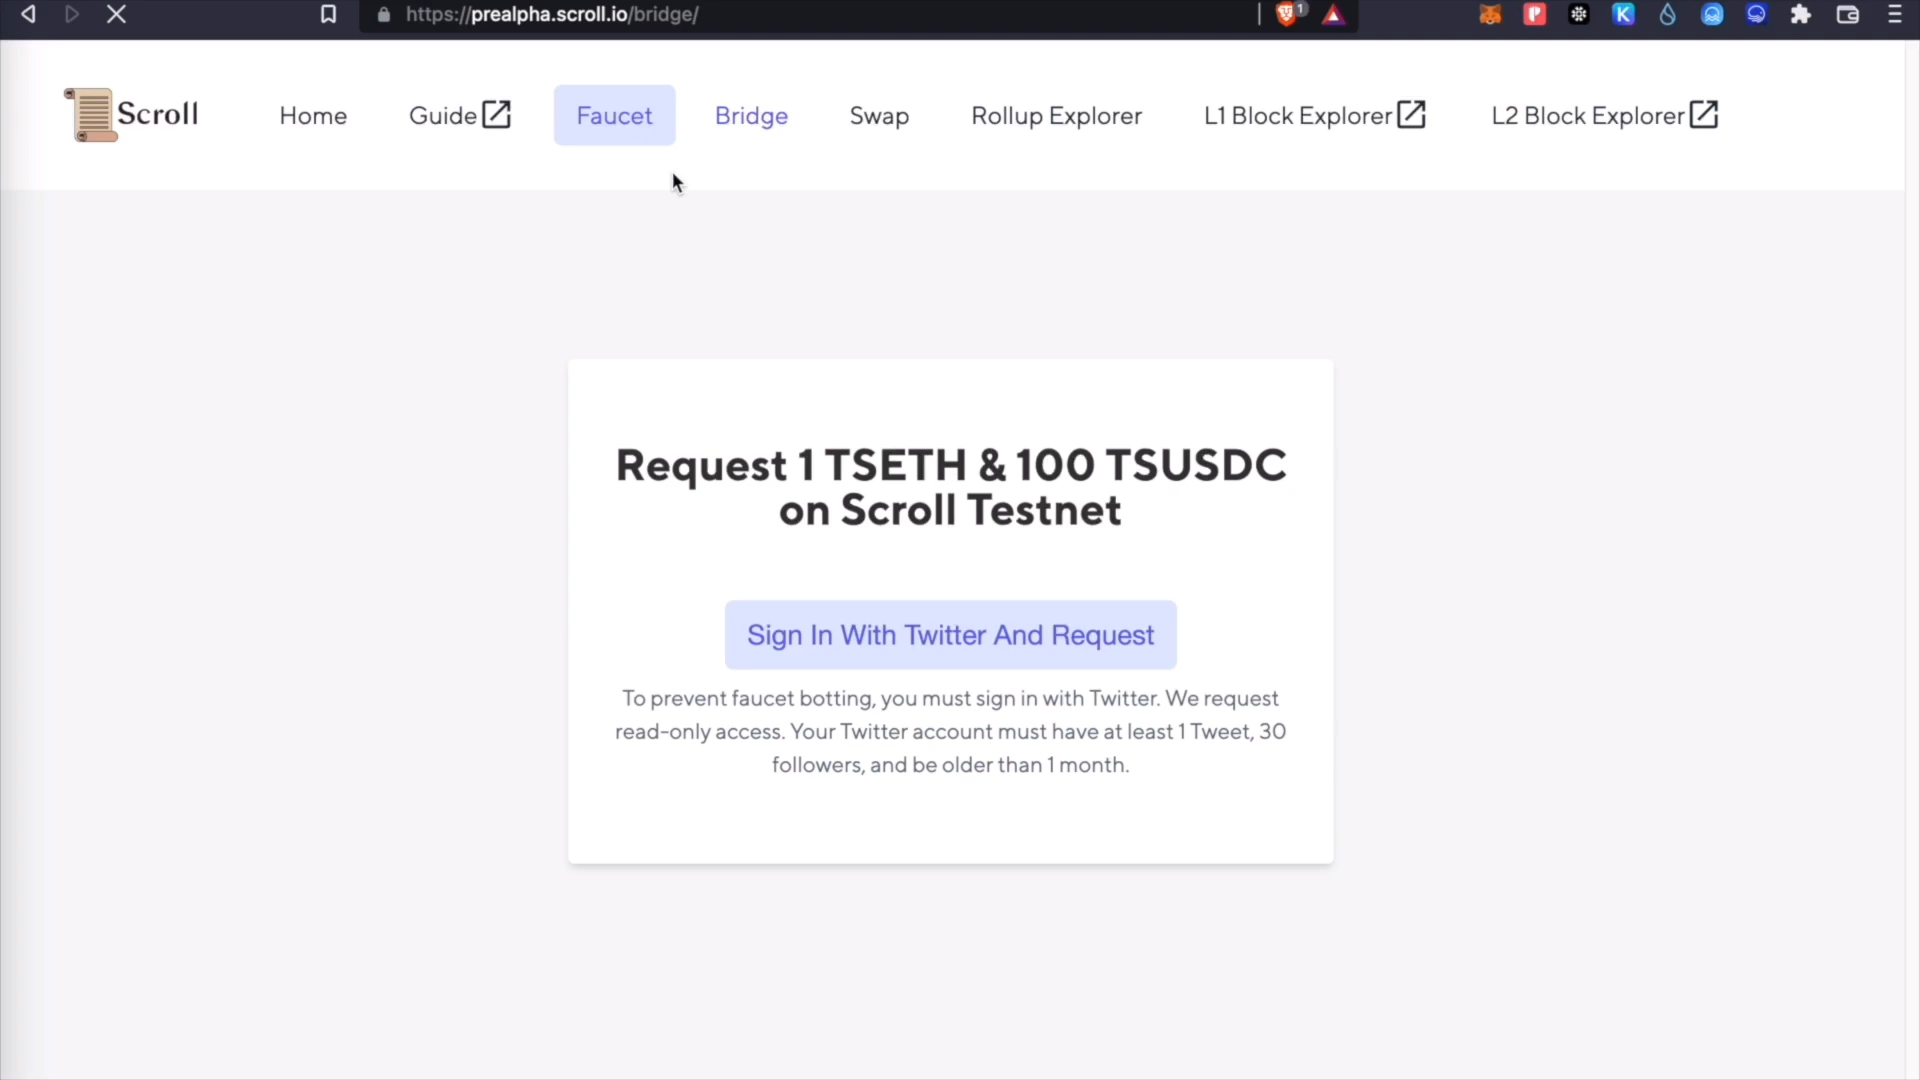 https://prealpha.scroll.io/bridge/
1
P
K
Scroll
Home
Guide
Faucet
Bridge
Swap
Rollup Explorer
L1 Block Explorer
L2 Block Explorer
Request 1 TSETH & 100 TSUSDC
on Scroll Testnet
Sign In With Twitter And Request
To prevent faucet botting, you must sign in with Twitter. We request
read-only access. Your Twitter account must have at least 1 Tweet, 30
followers, and be older than 1 month.